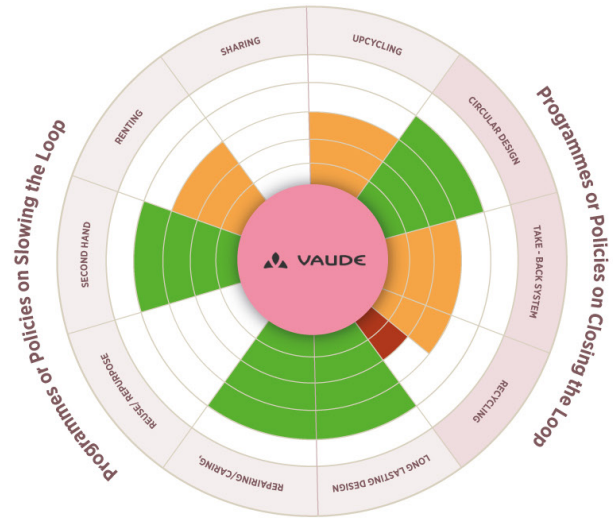 SHARING
UPCYCLING
CIRCULAR DESIGN
TAKE - BACK SYSTEM
RECYCLING
LONG LASTING DESIGN
REPAIRING/CARING,
REUSE/ REPURPOSE
SECOND HAND
RENTING
Programmes or Policies on Slowing the Loop
Programmes or Policies on Closing the Loop
VAUDE